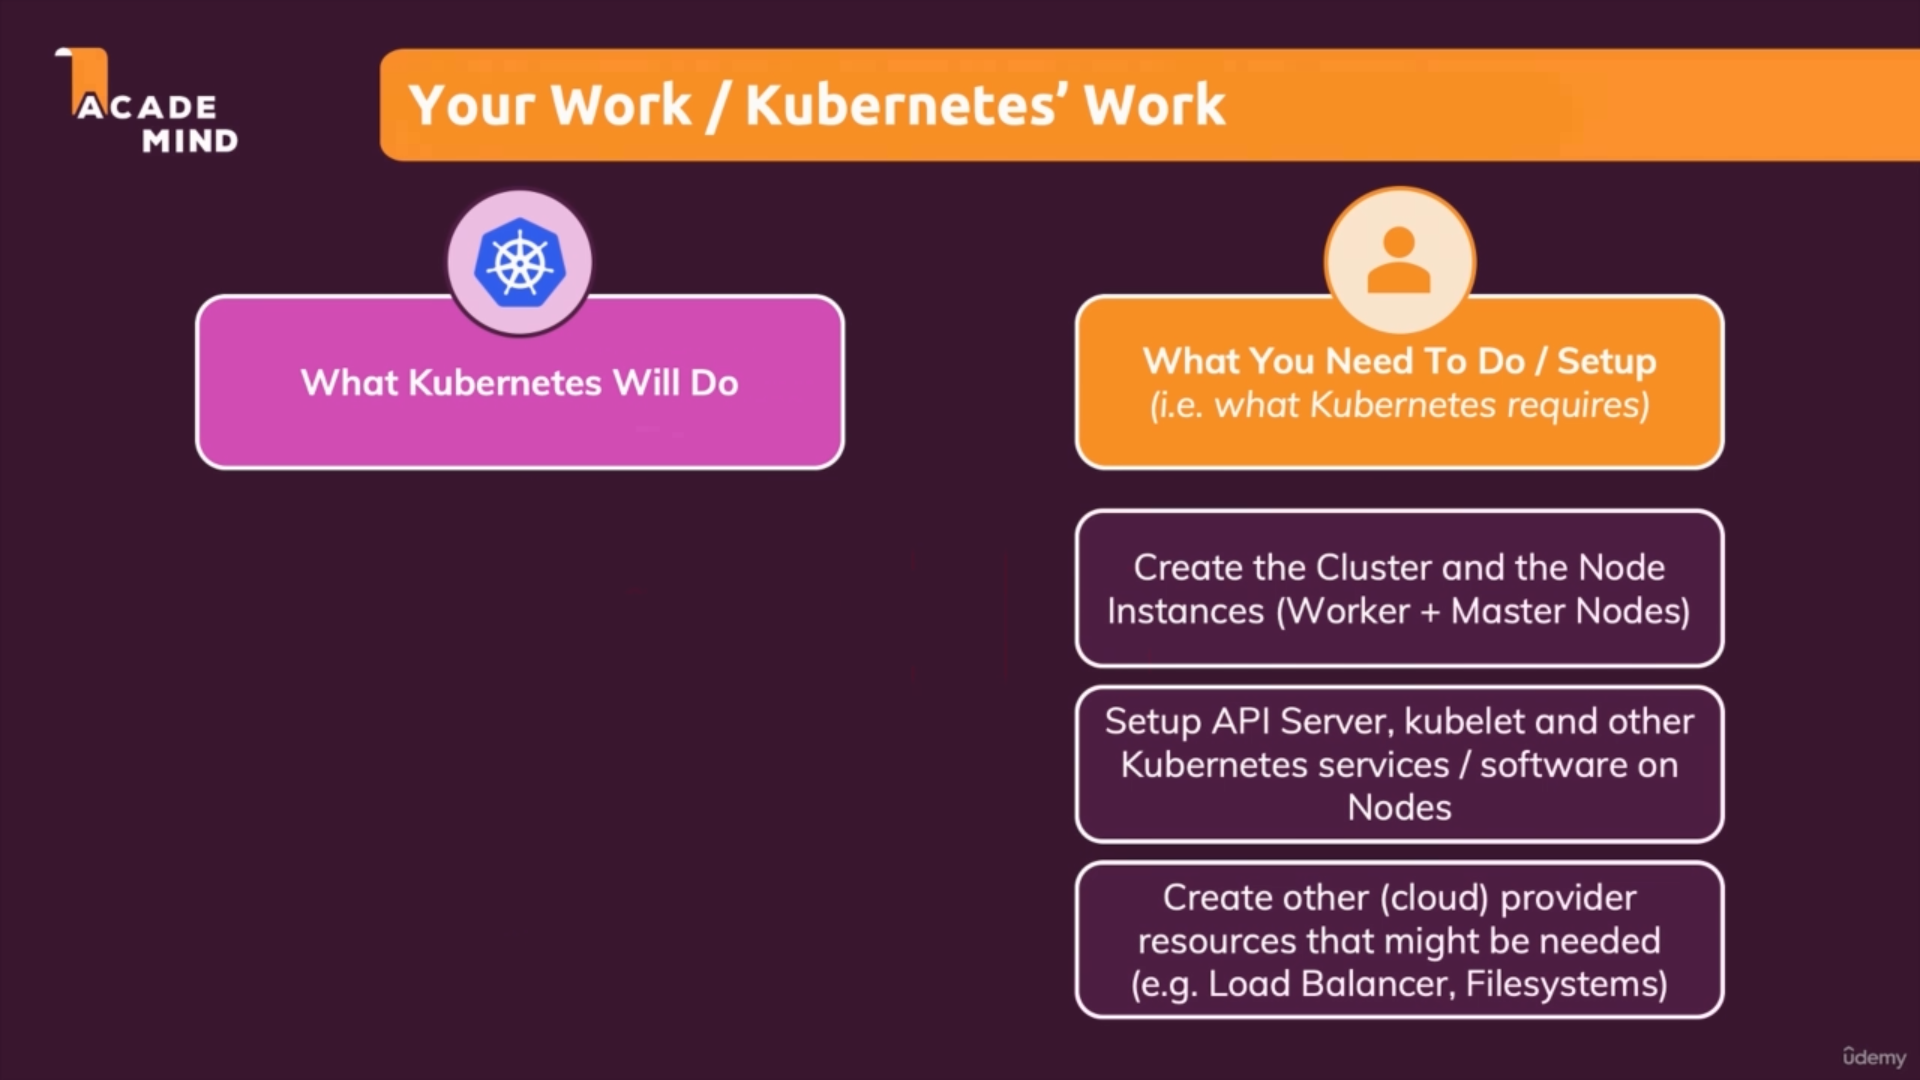 ACADE
MIND
Your Work / Kubernetes’ Work
What Kubernetes Will Do
What You Need To Do / Setup
(i.e. what Kubernetes requires)
Create the Cluster and the Node
Instances (Worker + Master Nodes)
Setup API Server, kubelet and other
Kubernetes services / software on
Nodes
Create other (cloud) provider
resources that might be needed
(e.g. Load Balancer, Filesystems)
ûdemy